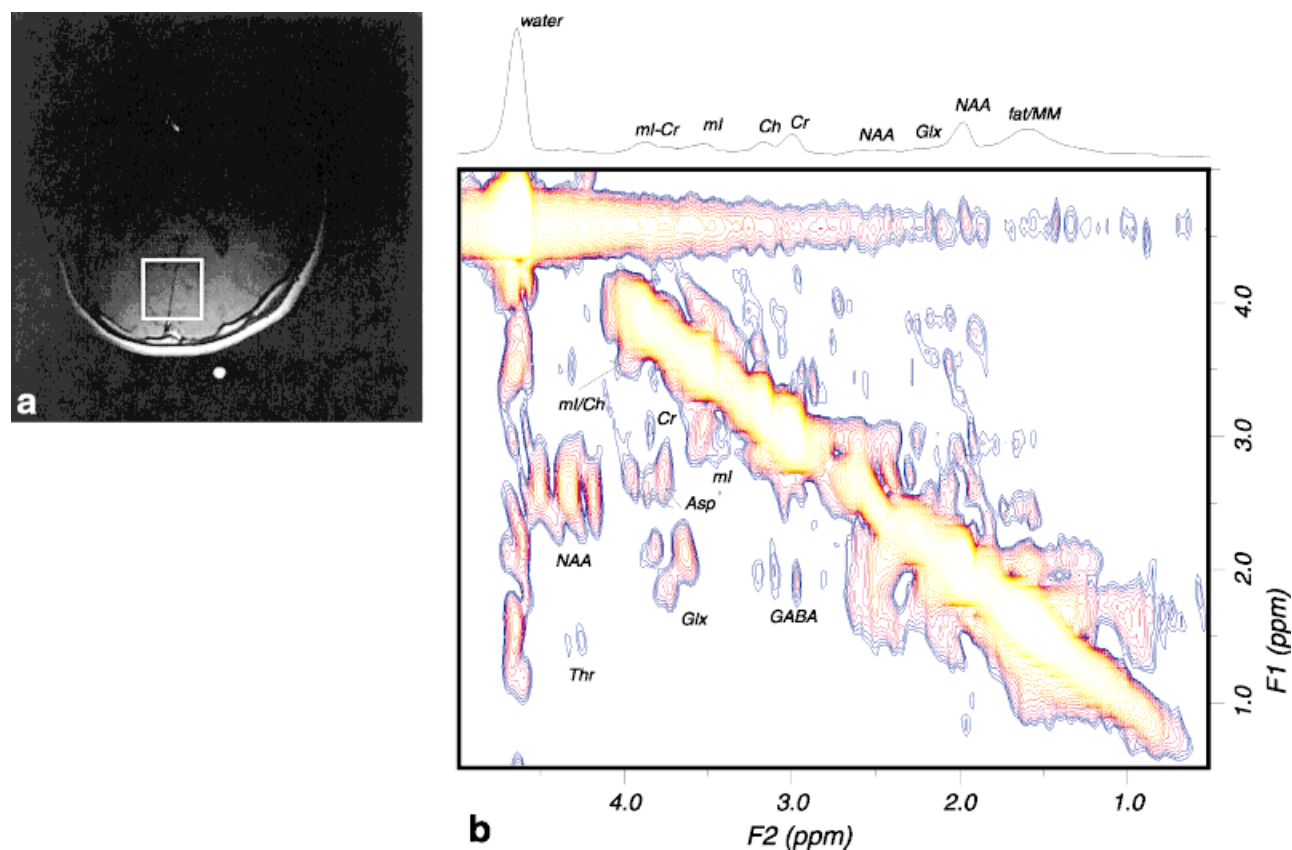 water
mI-Cr
mI
Ch
Cr
NAA
Glx
NAA
fat/MM
a
4.0
mI/Ch
Cr
3.0
mI
Asp
NAA
2.0
Glx
GABA
Thr
1.0
F1 (ppm)
4.0
3.0
2.0
1.0
b
F2 (ppm)